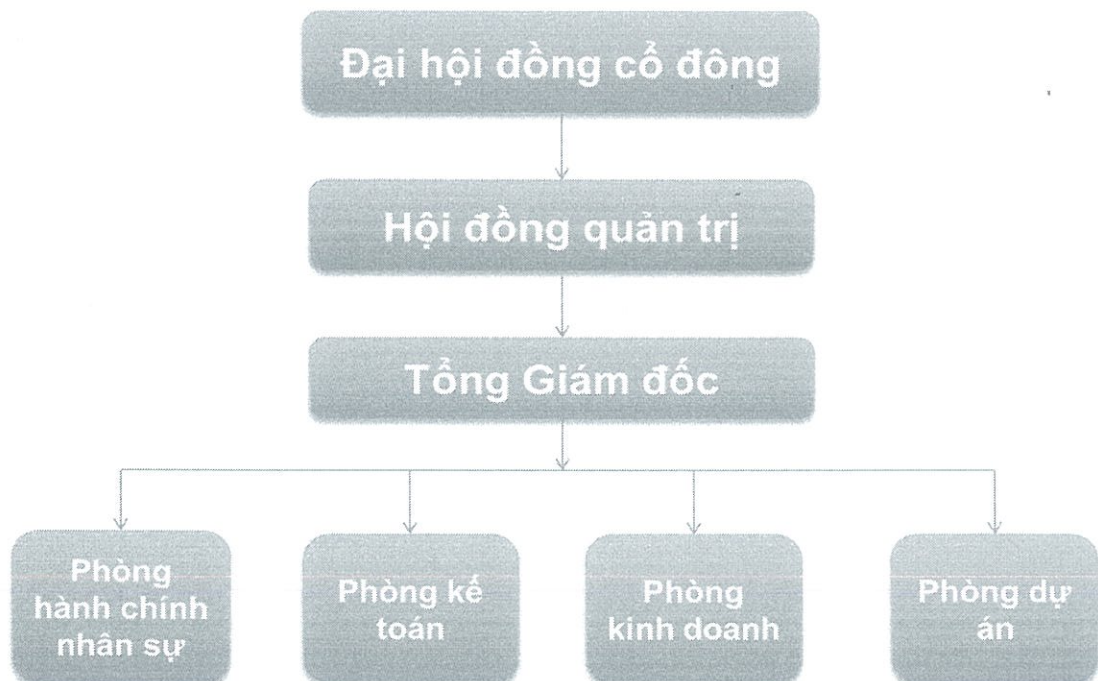 Đại hội đồng cổ đông
Hội đồng quản trị
Tổng Giám đốc
Phòng
hành chính
nhân sự
Phòng kế
toán
Phòng
kinh doanh
Phòng dự
án